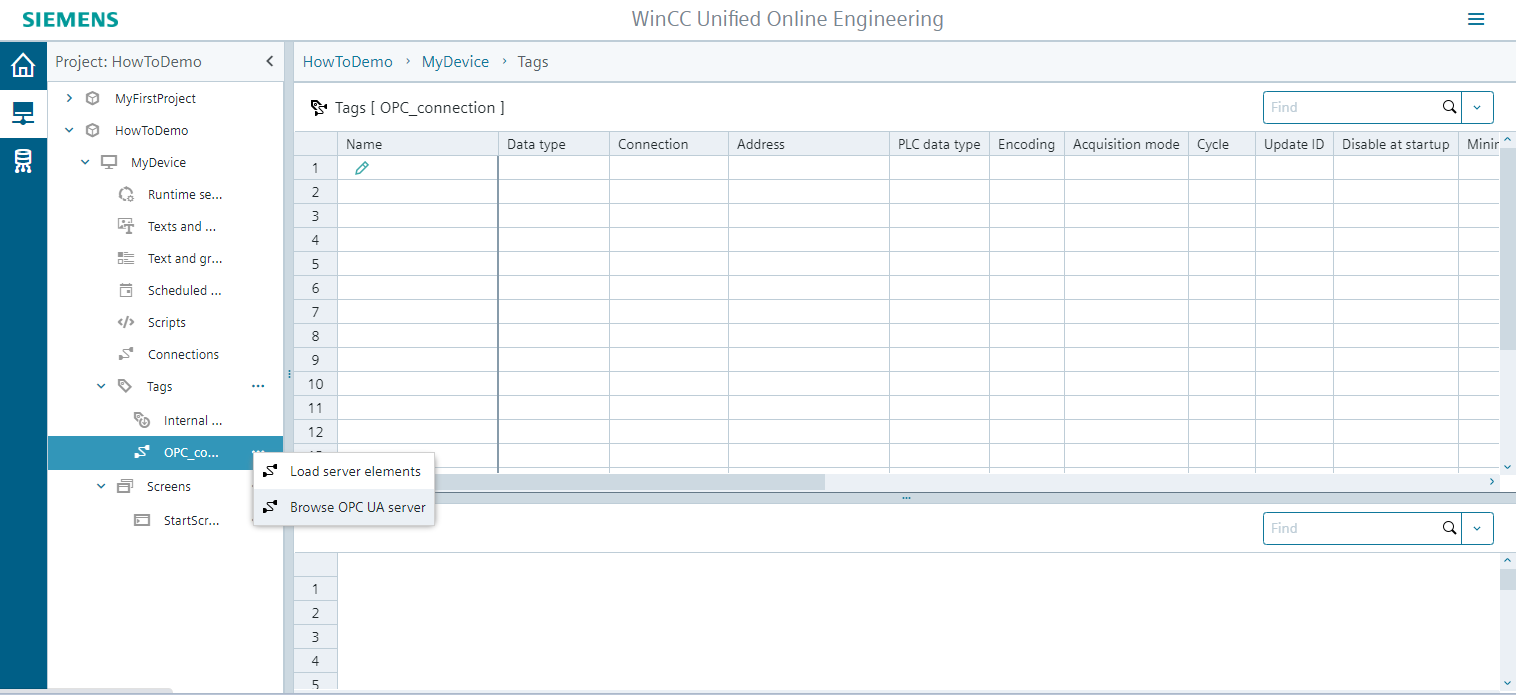 SIEMENS
WinCC Unified Online Engineering
Project: HowToDemo
HowToDemo › MyDevice › Tags
MyFirstProject
HowToDemo
MyDevice
Runtime se...
Texts and ...
Text and gr...
Scheduled ...
Scripts
Connections
Tags
Internal ...
OPC_co...
Screens
StartScr...
Load server elements
Browse OPC UA server
Tags [ OPC_connection ]
Find
Name Data type Connection Address PLC data type Encoding Acquisition mode Cycle Update ID Disable at startup Minir
1
2
3
4
5
6
7
8
9
10
11
12
Find
1
2
3
4
5